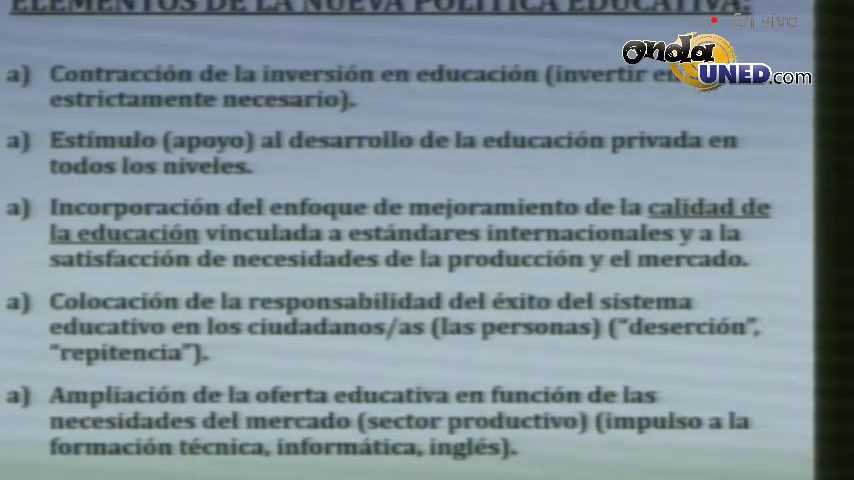 ELEMENTOS DE LA NUEVA POLÍTICA EDUCATIVA:
En vivo
onda
UNED.com
a) Contracción de la inversión en educación (invertir en
estrictamente necesario).
a) Estímulo (apoyo) al desarrollo de la educación privada en
todos los niveles.
a) Incorporación del enfoque de mejoramiento de la calidad de
la educación vinculada a estándares internacionales y a la
satisfacción de necesidades de la producción y el mercado.
a) Colocación de la responsabilidad del éxito del sistema
educativo en los ciudadanos/as (las personas) ("deserción",
"repitencia").
a) Ampliación de la oferta educativa en función de las
necesidades del mercado (sector productivo) (impulso a la
formación técnica, informática, inglés).